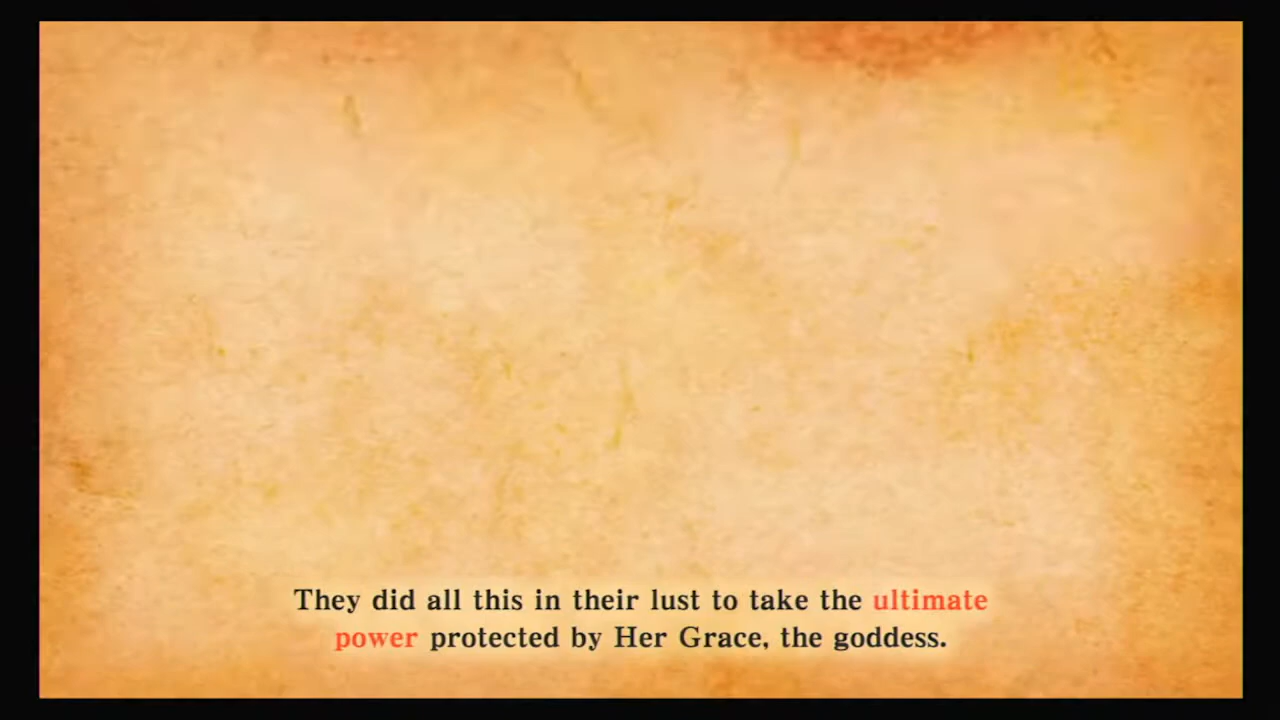 They did all this in their lust to take the ultimate
power protected by Her Grace, the goddess.